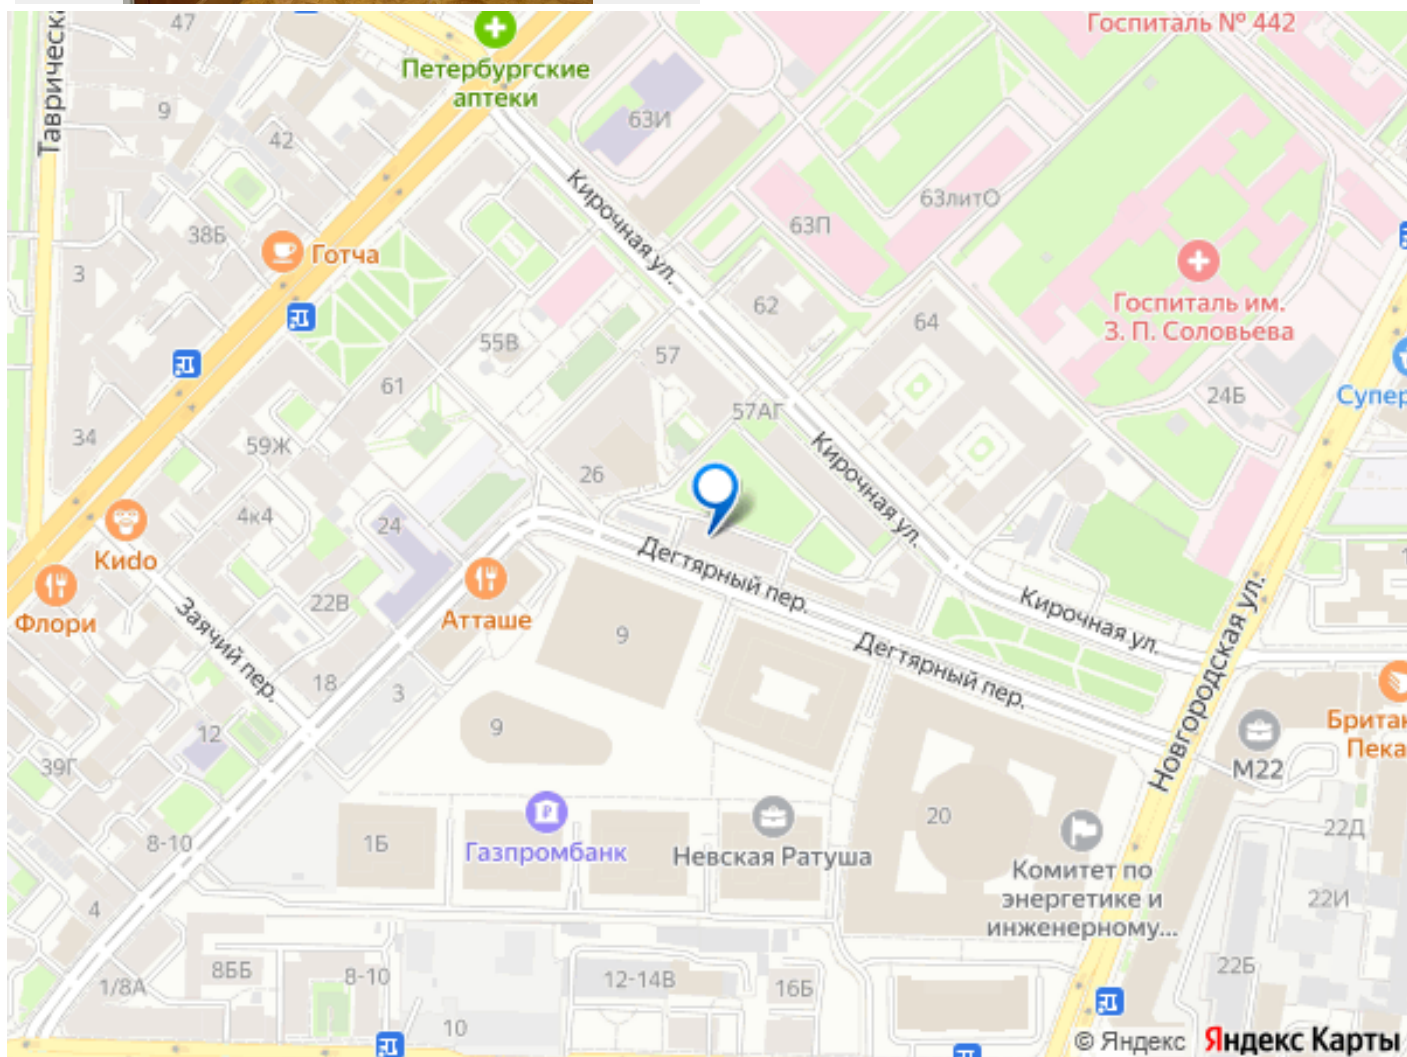 47
Госпиталь № 442
Таврическа
Петербургские
аптеки
9
63И
42
Кирочная ул.
63литО
63П
38Б
Готча
3
Госпиталь им.
З. П. Соловьева
62
64
55В
57
61
24Б
Супер
57АГ
34
59Ж
Кирочная ул.
26
4к4
24
Кидо
Дегтярный пер.
Атташе
22В
Флори
Заячий пер.
9
Кирочная ул.
Новгородская ул.
Дегтярный пер.
18
3
Британ
Пека
12
9
М22
39Г
20
22Д
8-10
1Б
Газпромбанк
Невская Ратуша
Комитет по
энергетике и
инженерному...
22И
4
8ББ
8-10
12-14В
16Б
22Б
1/8А
10
© Яндекс Яндекс Карты